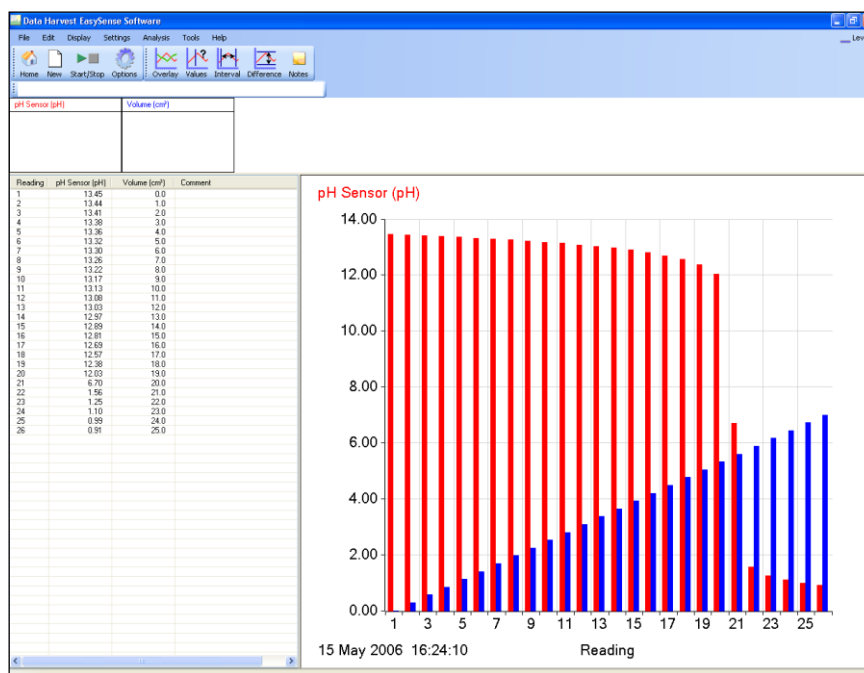 Data Harvest EasySense Software
File Edit Display Settings Analysis Tools Help
Lev
Home New Start/Stop Options Overlay Values Interval Difference Notes
pH Sensor (pH) Volume (cm³)
Reading pH Sensor (pH) Volume (cm³) Comment
1 13.45 0.0
2 13.44 1.0
3 13.41 2.0
4 13.38 3.0
5 13.36 4.0
6 13.32 5.0
7 13.30 6.0
8 13.26 7.0
9 13.22 8.0
10 13.17 9.0
11 13.13 10.0
12 13.08 11.0
13 13.03 12.0
14 12.97 13.0
15 12.89 14.0
16 12.81 15.0
17 12.69 16.0
18 12.57 17.0
19 12.38 18.0
20 12.03 19.0
21 6.70 20.0
22 1.56 21.0
23 1.25 22.0
24 1.10 23.0
25 0.99 24.0
26 0.91 25.0
pH Sensor (pH)
14.00
12.00
10.00
8.00
6.00
4.00
2.00
0.00
1 3 5 7 9 11 13 15 17 19 21 23 25
15 May 2006 16:24:10 Reading